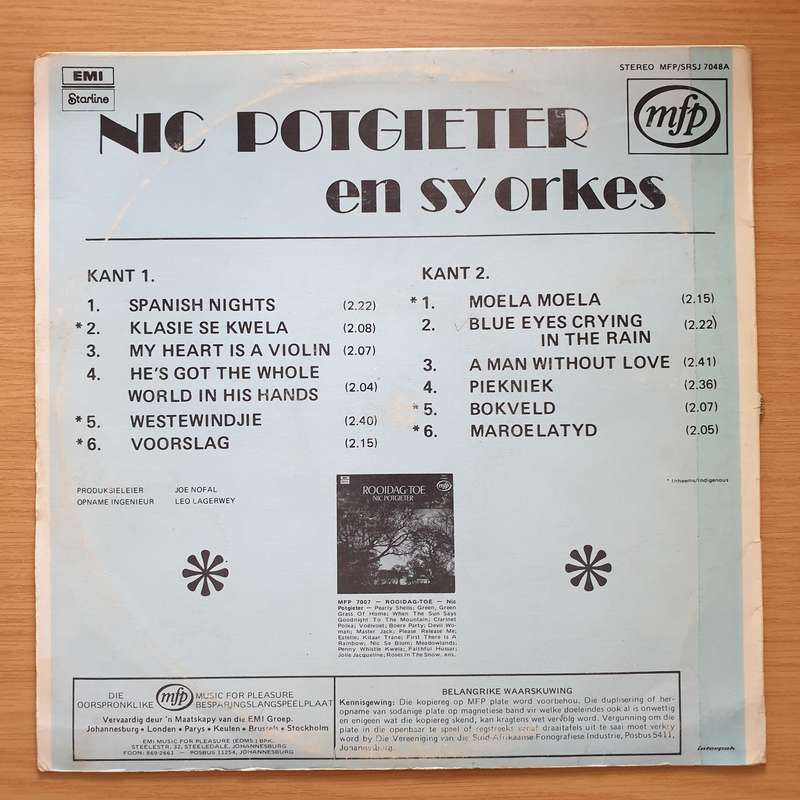 EMI
Starline
STEREO MFP/SRSJ 7048A
mfp
NIC POTGIETER
en sy orkes
KANT 1.
1. SPANISH NIGHTS (2.22)
*2. KLASIE SE KWELA (2.08)
3. MY HEART IS A VIOLIN (2.07)
4. HE'S GOT THE WHOLE
WORLD IN HIS HANDS (2.04)
*5. WESTEWINDJIE (2.40)
*6. VOORSLAG (2.15)
KANT 2.
*1. MOELA MOELA (2.15)
2. BLUE EYES CRYING (2.22)
IN THE RAIN
3. A MAN WITHOUT LOVE (2.41)
4. PIEKNIEK (2.36)
*5. BOKVELD (2.07)
*6. MAROELATYD (2.05)
* Inheems/Indigenous
PRODUKSIELEIER JOE NOFAL
OPNAME INGENIEUR LEO LAGERWEY
ROOIDAG-TOE
NIC POTGIETER
mfp
MFP 7007 — ROOIDAG-TOE — Nic
Potgieter — Pearly Shells; Green, Green
Grass Of Home; When The Sun Says
Goodnight To The Mountain; Clarinet
Polka; Voëlvoet; Boere Party; Devil Wo-
man; Master Jack; Please Release Me;
Estelle; Kitaar Trane; First There Is A
Rainbow; Nic Se Blom; Meadowlands;
Penny Whistle Kwela; Faithful Hussar;
Jolie Jacqueline; Roses In The Snow.. ens.
DIE mfp MUSIC FOR PLEASURE
OORSPRONKLIKE BESPARINGSLANGSPEELPLAAT
Vervaardig deur 'n Maatskapy van die EMI Groep.
Johannesburg • Londen • Parys • Keulen • Brussels • Stockholm
EMI MUSIC FOR PLEASURE (EDMS.) BPK.
STEELESTR. 32, STEELEDALE, JOHANNESBURG
FOON: 869-2661 — POSBUS 11254, JOHANNESBURG
BELANGRIKE WAARSKUWING
Kennisgewing: Die kopiereg op MFP plate word voorbehou. Die duplisering of her-
opname van sodanige plate op magnetiese band vir welke doeleindes ook al is onwettig
en enigeen wat die kopiereg skend, kan kragtens wet vervolg word. Vergunning om die
plate in die openbaar te speel of regstreeks vanaf draaitafels uit te saai moet verkry
word by Die Vereeniging van die Suid-Afrikaanse Fonografiese Industrie, Posbus 5411,
Johannesburg.
interpak